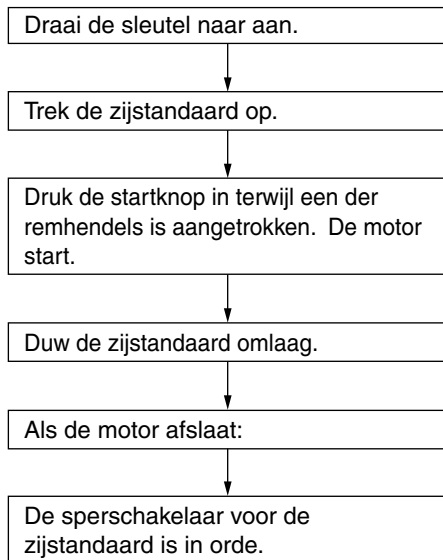 Draai de sleutel naar aan.
Trek de zijstandaard op.
Druk de startknop in terwijl een der
remhendels is aangetrokken. De motor
start.
Duw de zijstandaard omlaag.
Als de motor afslaat:
De sperschakelaar voor de
zijstandaard is in orde.